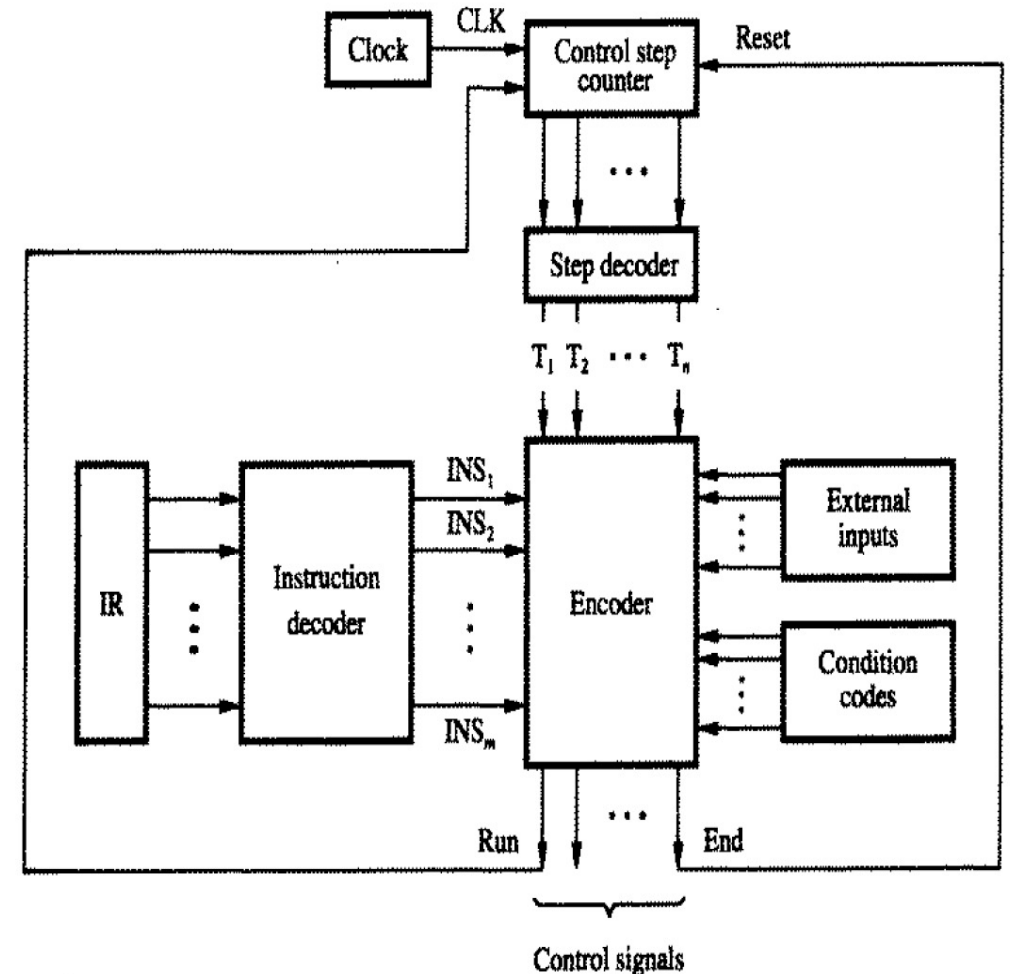 CLK
Clock
Control step
counter
Reset
Step decoder
T₁ T₂ ••• Tₙ
INS₁
INS₂
INSₘ
IR
Instruction
decoder
Encoder
External
inputs
Condition
codes
Run
End
Control signals